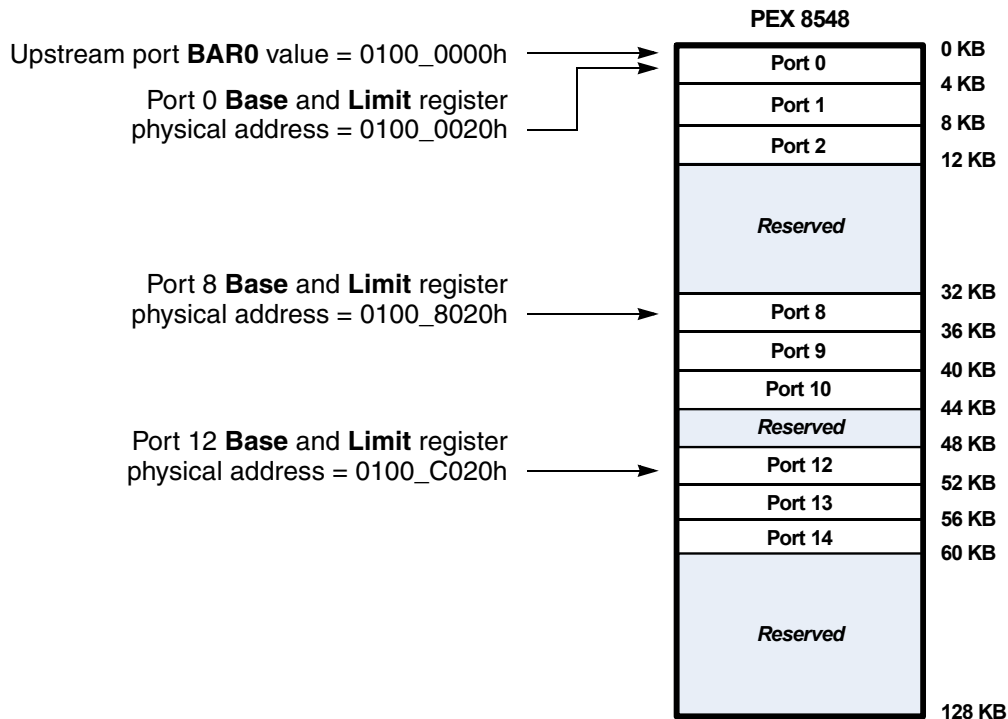 PEX 8548
Upstream port BAR0 value = 0100_0000h
Port 0 Base and Limit register
physical address = 0100_0020h
Port 8 Base and Limit register
physical address = 0100_8020h
Port 12 Base and Limit register
physical address = 0100_C020h
Port 0
Port 1
Port 2
Reserved
Port 8
Port 9
Port 10
Reserved
Port 12
Port 13
Port 14
Reserved
0 KB
4 KB
8 KB
12 KB
32 KB
36 KB
40 KB
44 KB
48 KB
52 KB
56 KB
60 KB
128 KB